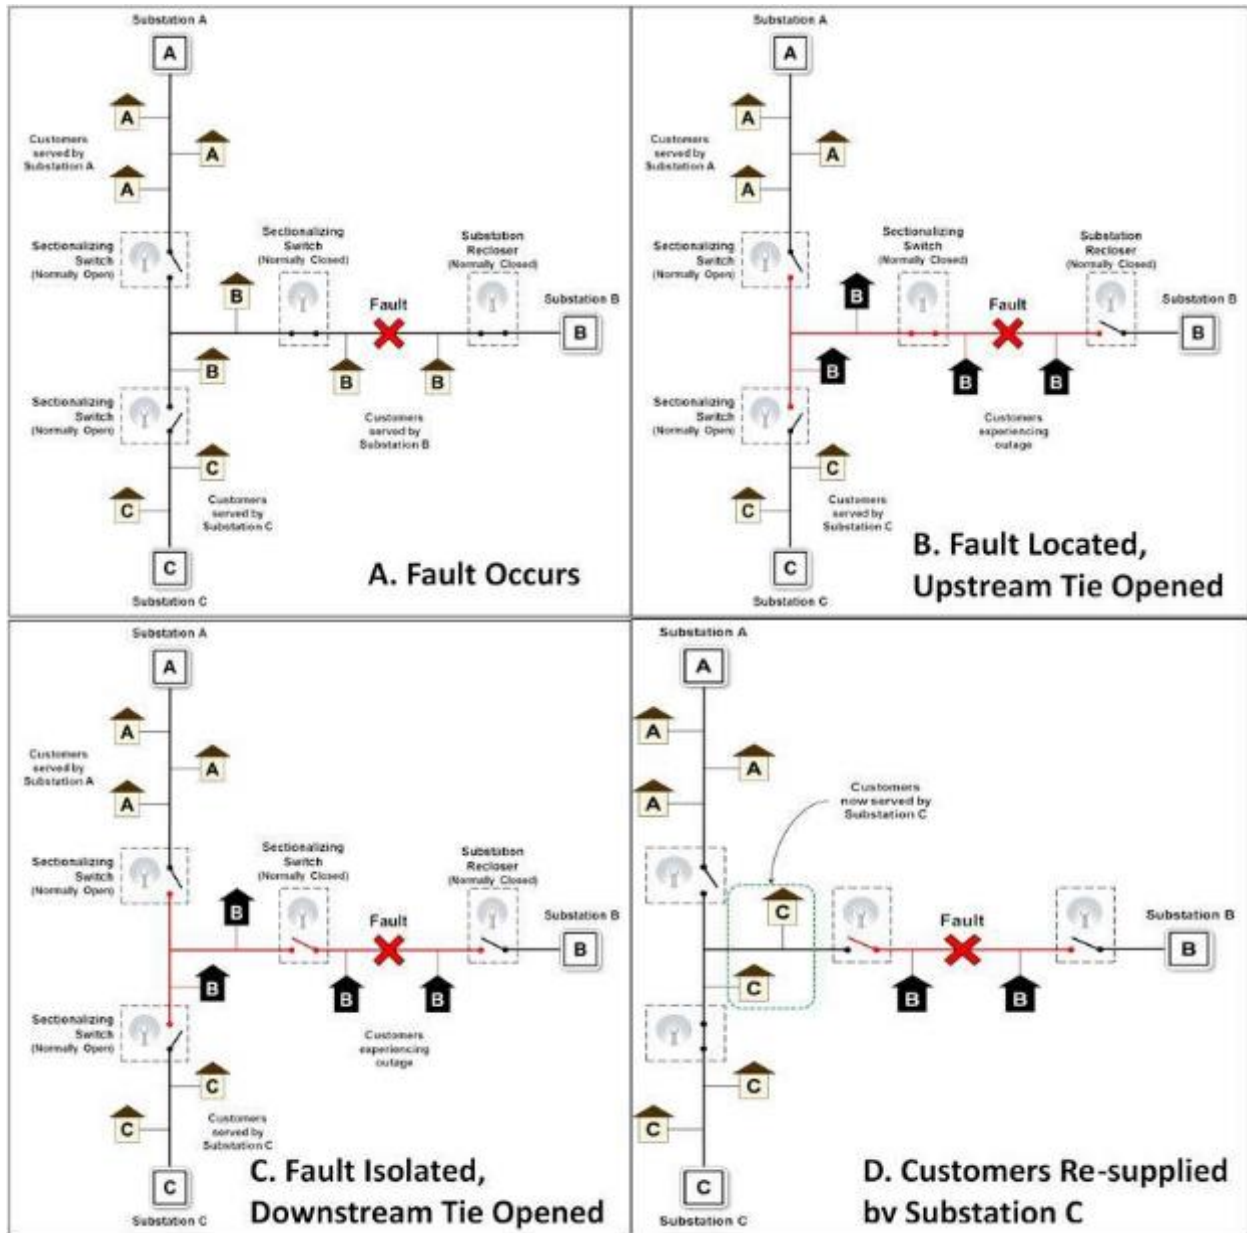 Substation A
A
A
Customers
served by
Substation A
A
A
Sectionalizing
Switch
(Normally Open)
Sectionalizing
Switch
(Normally Closed)
Substation
Recloser
(Normally Closed)
B
Fault
Substation B
B
B
B
B
Sectionalizing
Switch
(Normally Open)
Customers
served by
Substation B
C
C
Customers
served by
Substation C
C
Substation C
A. Fault Occurs
Substation A
A
A
Customers
served by
Substation A
A
A
Sectionalizing
Switch
(Normally Open)
Sectionalizing
Switch
(Normally Closed)
Substation
Recloser
(Normally Closed)
B
Fault
Substation B
B
B
B
B
Sectionalizing
Switch
(Normally Open)
Customers
experiencing
outage
C
C
Customers
served by
Substation C
C
Substation C
B. Fault Located,
Upstream Tie Opened
Substation A
A
A
Customers
served by
Substation A
A
A
Sectionalizing
Switch
(Normally Open)
Sectionalizing
Switch
(Normally Closed)
Substation
Recloser
(Normally Closed)
B
Fault
Substation B
B
B
B
B
Sectionalizing
Switch
(Normally Open)
Customers
experiencing
outage
C
C
Customers
served by
Substation C
C
Substation C
C. Fault Isolated,
Downstream Tie Opened
Substation A
A
A
A
A
Customers
now served by
Substation C
C
Fault
Substation B
B
C
B
B
C
C
C
Substation C
D. Customers Re-supplied
by Substation C